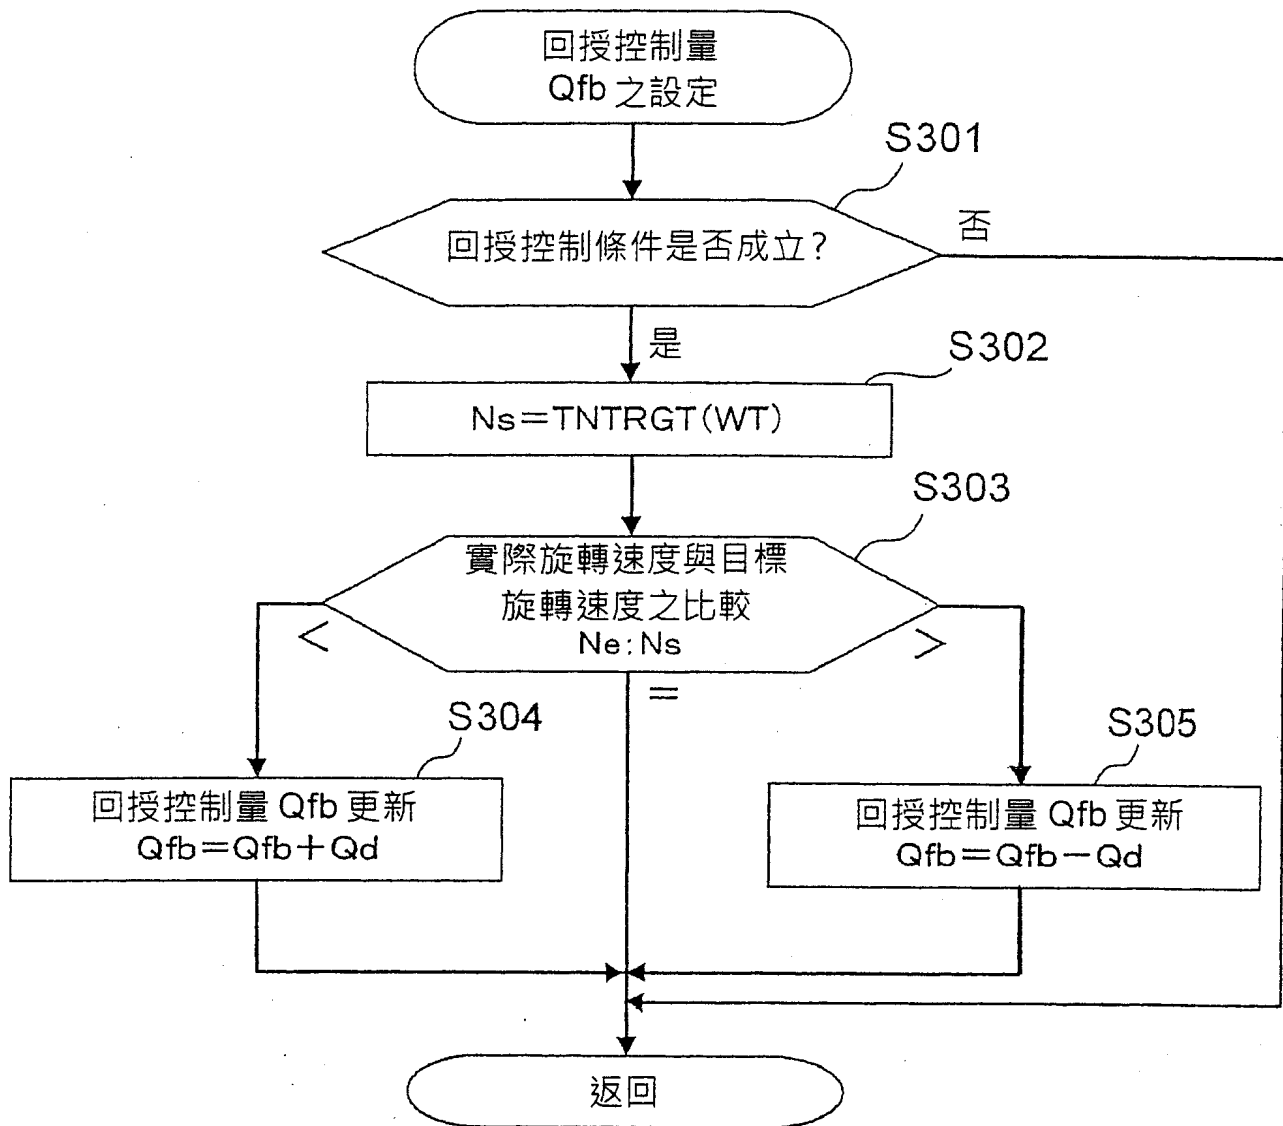 回授控制量
Qfb 之設定
S301
回授控制條件是否成立?
否
是
S302
Ns=TNTRGT(WT)
S303
實際旋轉速度與目標
旋轉速度之比較
Ne:Ns
<
=
>
S304
回授控制量 Qfb 更新
Qfb=Qfb+Qd
S305
回授控制量 Qfb 更新
Qfb=Qfb-Qd
返回